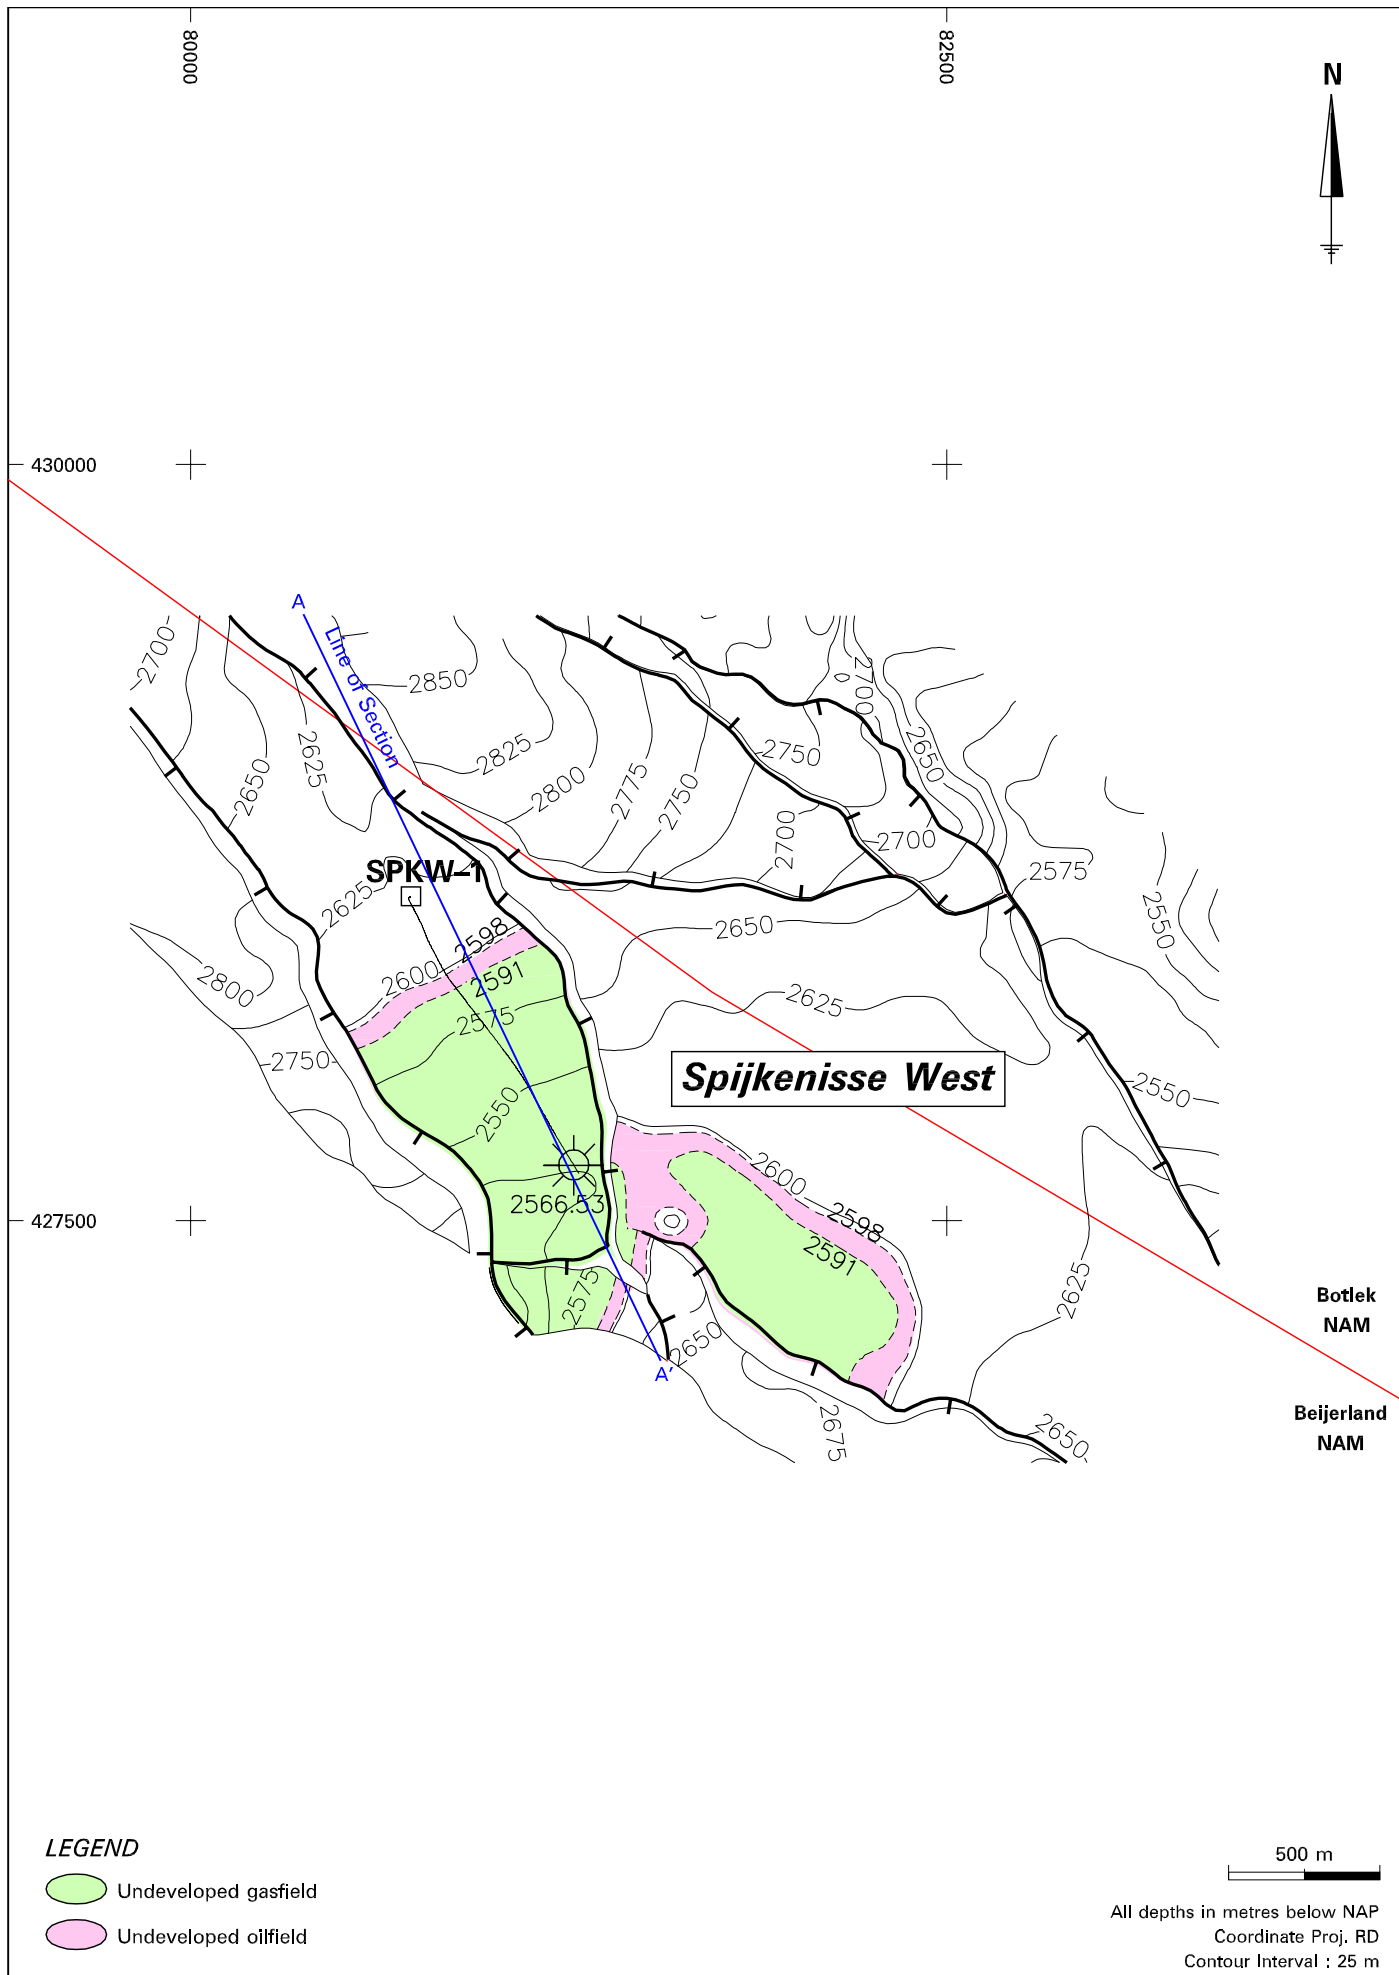 80000
82500
N
430000
A
Line of Section
2700
2850
2700
2825
2650
2750
2625
2650
2775
2800
2750
2700
2700
SPKW–1
2575
2625
2550
2650
2598
2800
2600
2591
2625
2575
2750
Spijkenisse West
2550
2550
2600
2566.53
2598
427500
2591
2575
2625
Botlek
NAM
2650
A'
Beijerland
NAM
2675
2650
LEGEND
500 m
Undeveloped gasfield
All depths in metres below NAP
Undeveloped oilfield
Coordinate Proj. RD
Contour Interval : 25 m